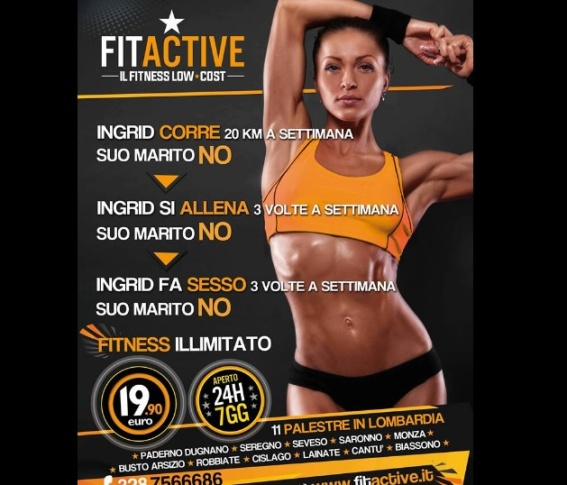 FITACTIVE
IL FITNESS LOW•COST
INGRID CORRE 20 KM A SETTIMANA
SUO MARITO NO
INGRID SI ALLENA 3 VOLTE A SETTIMANA
SUO MARITO NO
INGRID FA SESSO 3 VOLTE A SETTIMANA
SUO MARITO NO
FITNESS ILLIMITATO
19,90
euro
APERTO
24H
7GG
11 PALESTRE IN LOMBARDIA
★ PADERNO DUGNANO ★ SEREGNO ★ SEVESO ★ SARONNO ★ MONZA ★
★ BUSTO ARSIZIO ★ ROBBIATE ★ CISLAGO ★ LAINATE ★ CANTU' ★ BIASSONO ★
328 7566686
www.fitactive.it